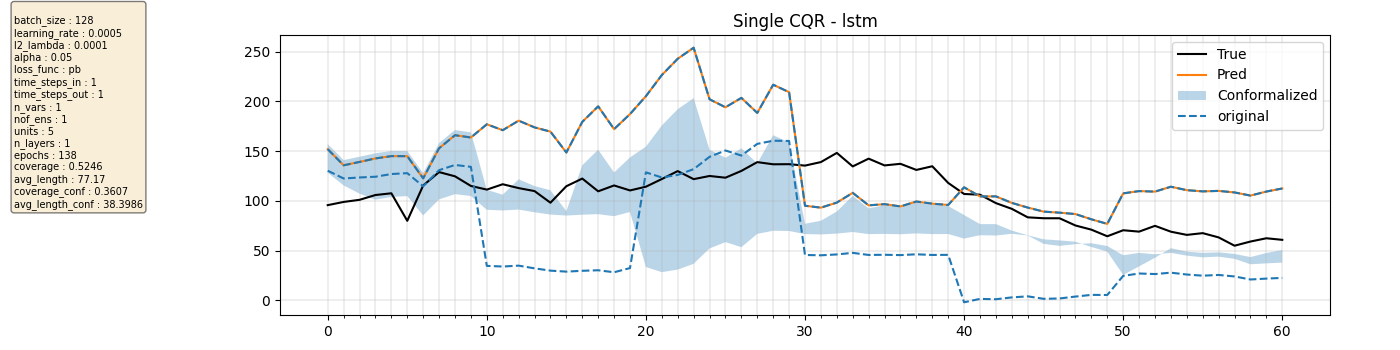 batch_size : 128
learning_rate : 0.0005
l2_lambda : 0.0001
alpha : 0.05
loss_func : pb
time_steps_in : 1
time_steps_out : 1
n_vars : 1
nof_ens : 1
units : 5
n_layers : 1
epochs : 138
coverage : 0.5246
avg_length : 77.17
coverage_conf : 0.3607
avg_length_conf : 38.3986
Single CQR - lstm
True
Pred
Conformalized
original
250
200
150
100
50
0
0 10 20 30 40 50 60